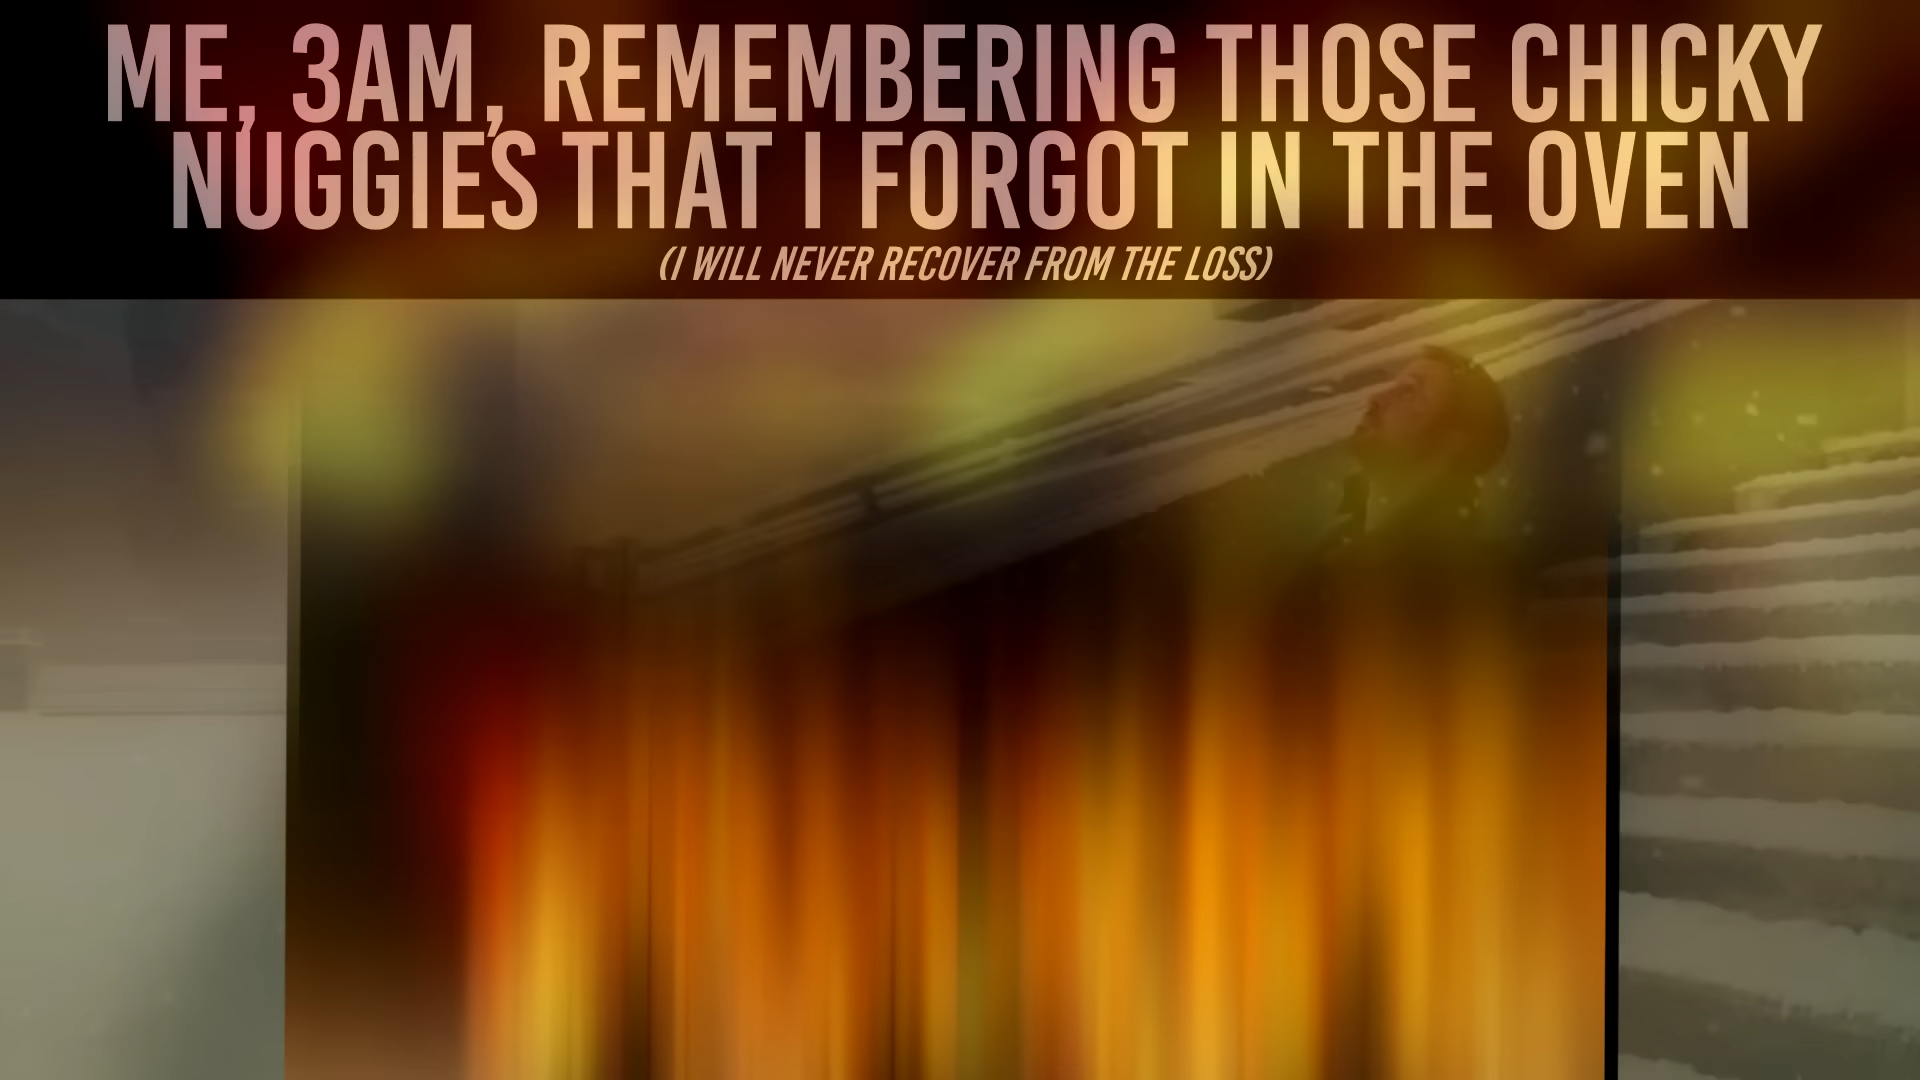 ME, 3AM, REMEMBERING THOSE CHICKY
NUGGIES THAT I FORGOT IN THE OVEN
(I WILL NEVER RECOVER FROM THE LOSS)